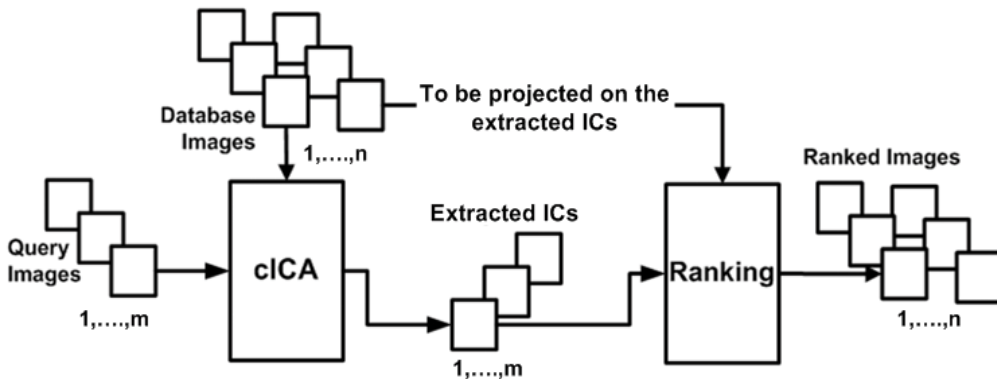 To be projected on the
extracted ICs
Database
Images
1,....,n
Ranked Images
Query
Images
cICA
Extracted ICs
Ranking
1,....,m
1,....,m
1,....,n